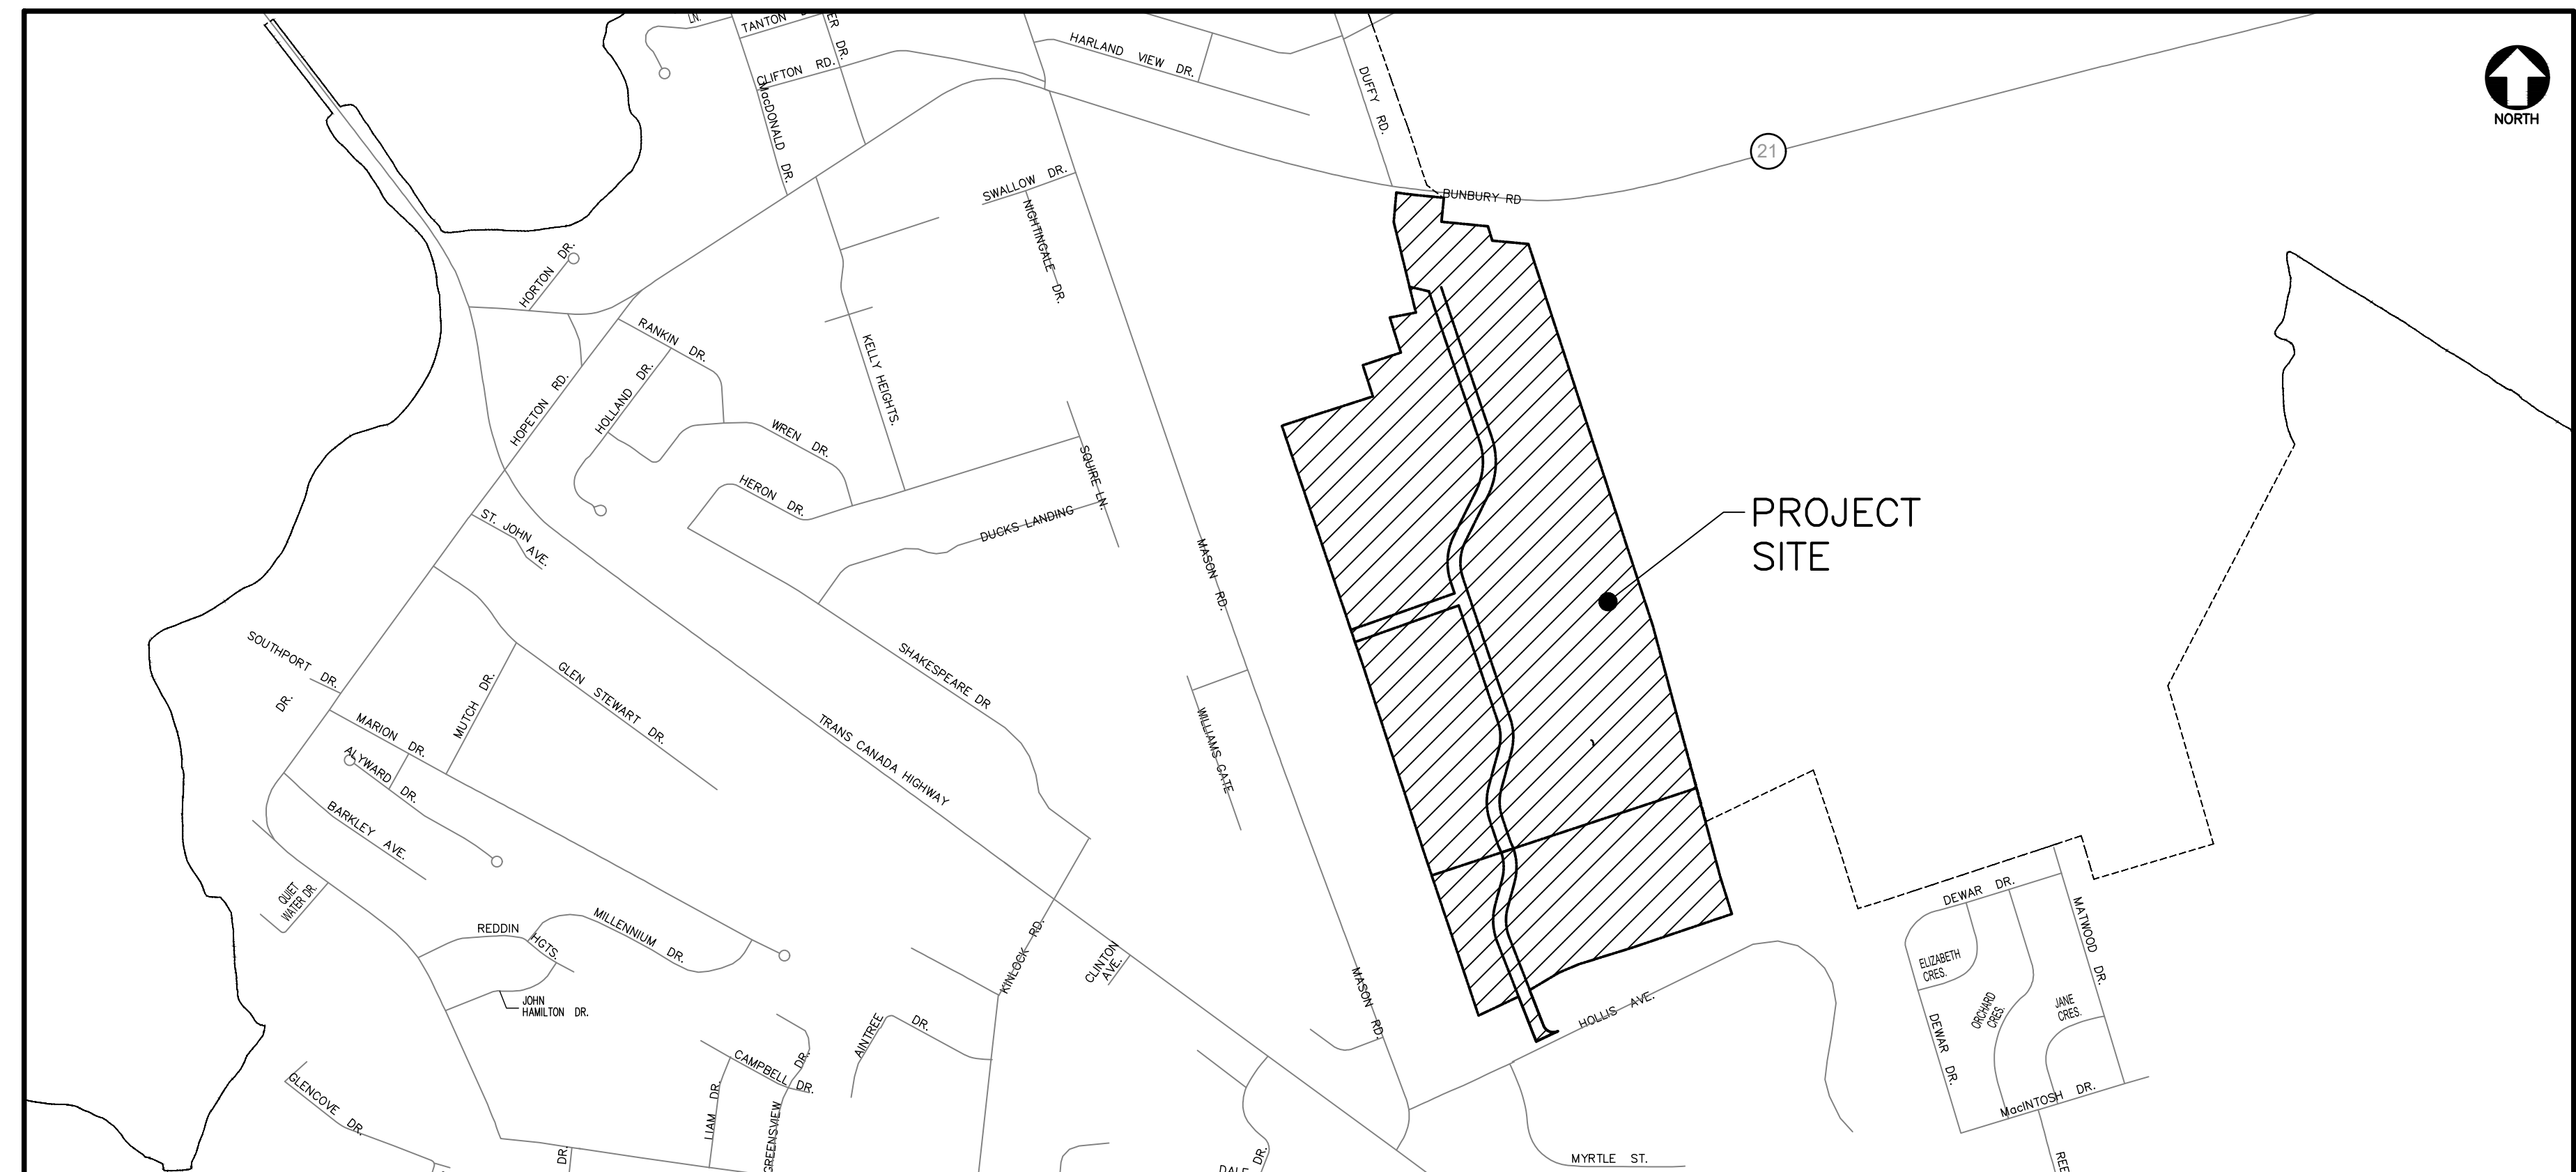 LN.
TANTON
ER DR.
CLIFTON RD.
MacDONALD DR.
HARLAND VIEW DR.
DUFFY RD.
NORTH
21
BUNBURY RD
SWALLOW DR.
NIGHTINGALE DR.
HORTON DR.
RANKIN DR.
HOLLAND DR.
HOPETON RD.
KELLY HEIGHTS.
WREN DR.
HERON DR.
SQUIRE LN.
DUCKS LANDING
ST. JOHN
AVE.
MASON RD.
PROJECT
SITE
SOUTHPORT DR.
DR.
MARION DR.
MUTCH DR.
GLEN STEWART DR.
SHAKESPEARE DR
TRANS CANADA HIGHWAY
WILLIAMS GATE
ALYWARD DR.
BARKLEY AVE.
QUIET
WATER DR.
REDDIN HGTS.
MILLENNIUM DR.
JOHN
HAMILTON DR.
KINLOCK RD.
CLINTON
AVE.
MASON RD.
HOLLIS AVE.
DEWAR DR.
MATWOOD DR.
ELIZABETH
CRES.
ORCHARD
CRES.
JANE
CRES.
DEWAR DR.
MacINTOSH DR.
AINTREE DR.
CAMPBELL DR.
DR.
LIAM DR.
GREENSVIEW
GLENCOVE DR.
DR.
DALE DR.
MYRTLE ST.
REE